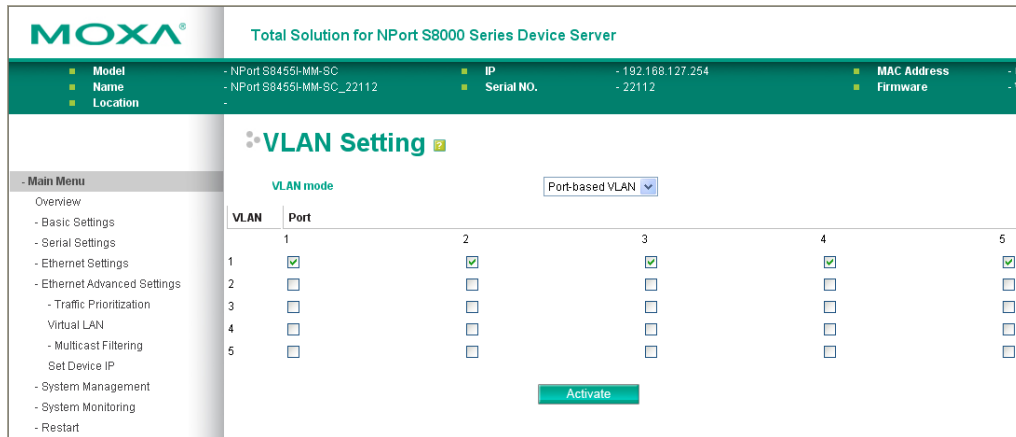 MOXA®
Total Solution for NPort S8000 Series Device Server
Model - NPort S8455I-MM-SC IP - 192.168.127.254 MAC Address -
Name - NPort S8455I-MM-SC_22112 Serial NO. - 22112 Firmware -
Location -
VLAN Setting
VLAN mode Port-based VLAN
VLAN Port
1 2 3 4 5
1
2
3
4
5
Activate
- Main Menu
Overview
- Basic Settings
- Serial Settings
- Ethernet Settings
- Ethernet Advanced Settings
- Traffic Prioritization
Virtual LAN
- Multicast Filtering
Set Device IP
- System Management
- System Monitoring
- Restart